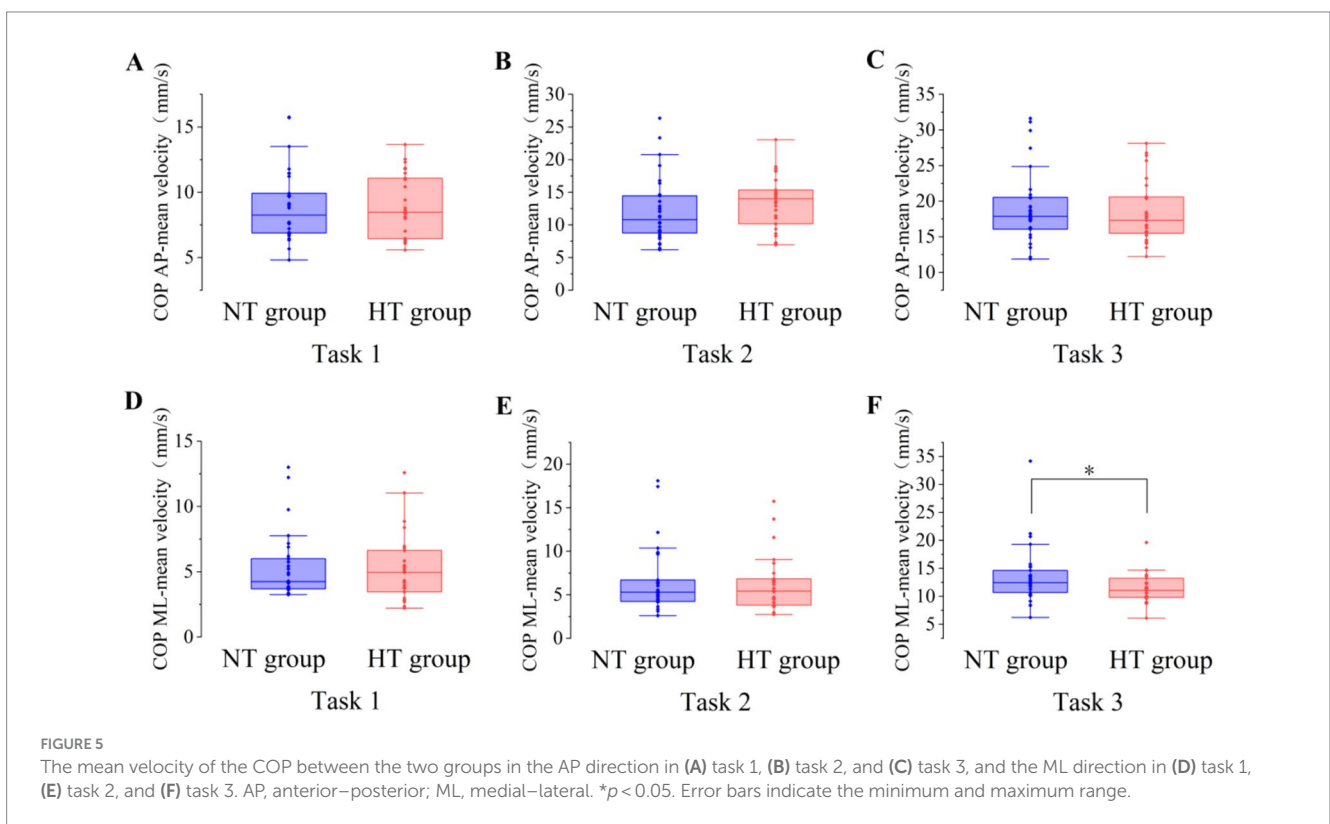 A
B
C
COP AP-mean velocity（mm/s）
15
10
5
NT group
HT group
Task 1
COP AP-mean velocity（mm/s）
30
25
20
15
10
5
0
NT group
HT group
Task 2
COP AP-mean velocity（mm/s）
35
30
25
20
15
10
NT group
HT group
Task 3
D
E
F
COP ML-mean velocity（mm/s）
15
10
5
0
NT group
HT group
Task 1
COP ML-mean velocity（mm/s）
20
15
10
5
0
NT group
HT group
Task 2
COP ML-mean velocity（mm/s）
35
30
25
20
15
10
5
*
NT group
HT group
Task 3
FIGURE 5
The mean velocity of the COP between the two groups in the AP direction in (A) task 1, (B) task 2, and (C) task 3, and the ML direction in (D) task 1,
(E) task 2, and (F) task 3. AP, anterior–posterior; ML, medial–lateral. *p < 0.05. Error bars indicate the minimum and maximum range.